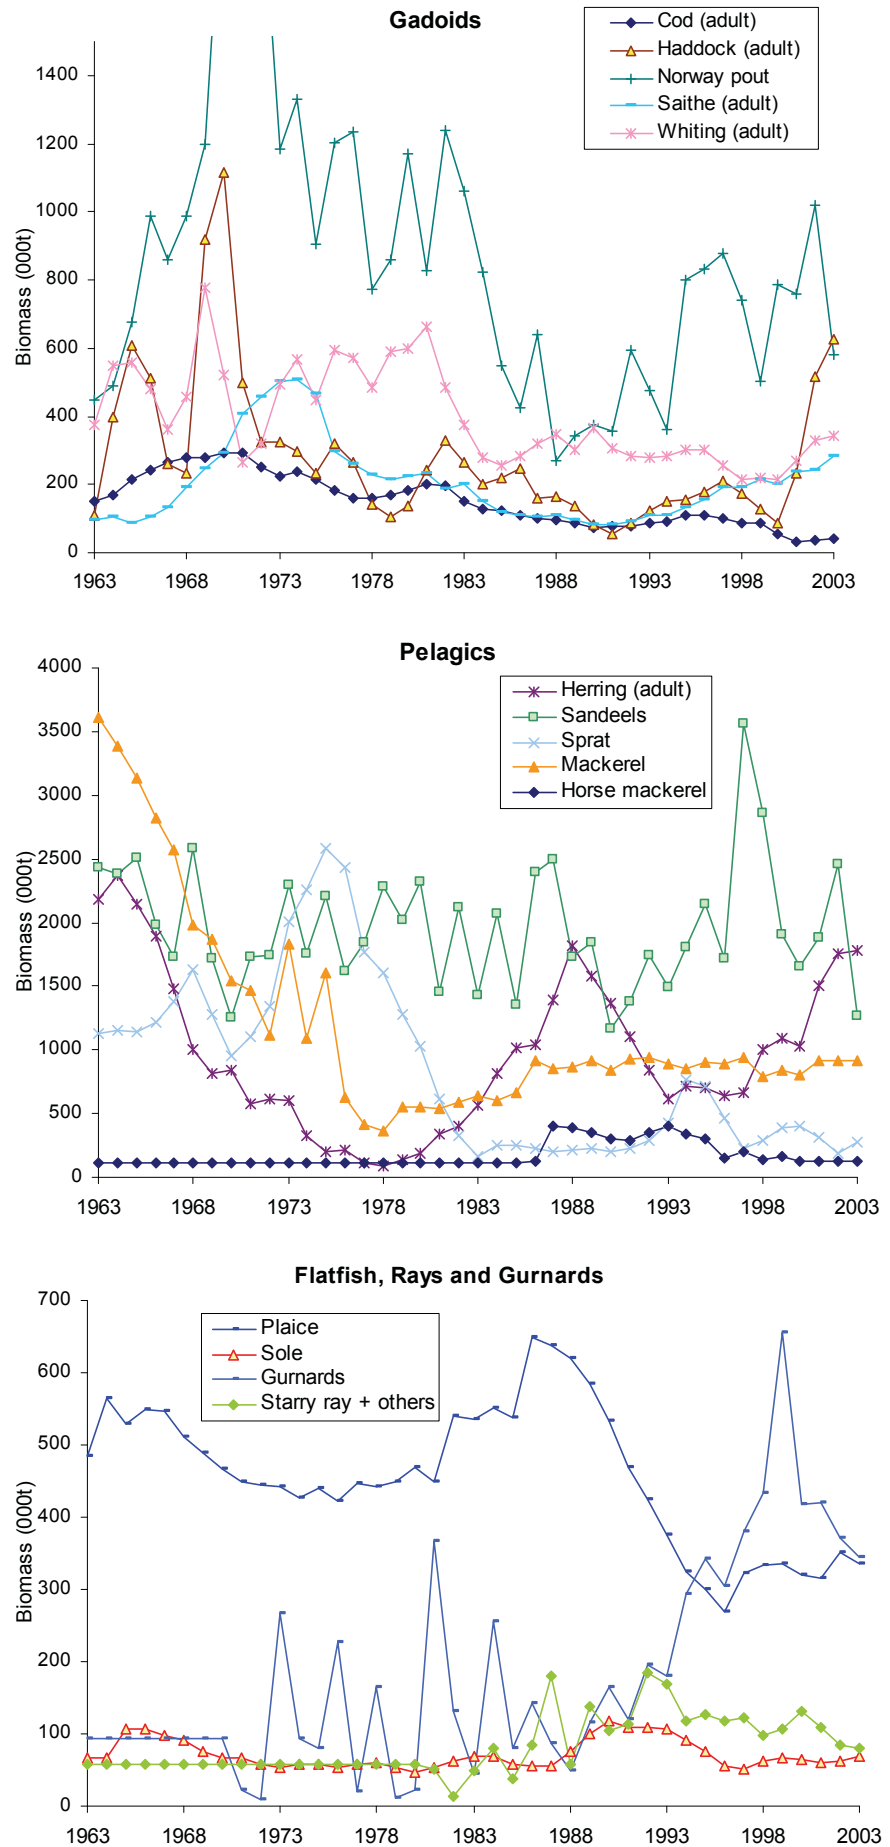 Gadoids
Cod (adult)
Haddock (adult)
Norway pout
Saithe (adult)
Whiting (adult)
Biomass (000t)
1400
1200
1000
800
600
400
200
0
1963 1968 1973 1978 1983 1988 1993 1998 2003
Pelagics
Herring (adult)
Sandeels
Sprat
Mackerel
Horse mackerel
Biomass (000t)
4000
3500
3000
2500
2000
1500
1000
500
0
1963 1968 1973 1978 1983 1988 1993 1998 2003
Flatfish, Rays and Gurnards
Plaice
Sole
Gurnards
Starry ray + others
Biomass (000t)
700
600
500
400
300
200
100
0
1963 1968 1973 1978 1983 1988 1993 1998 2003